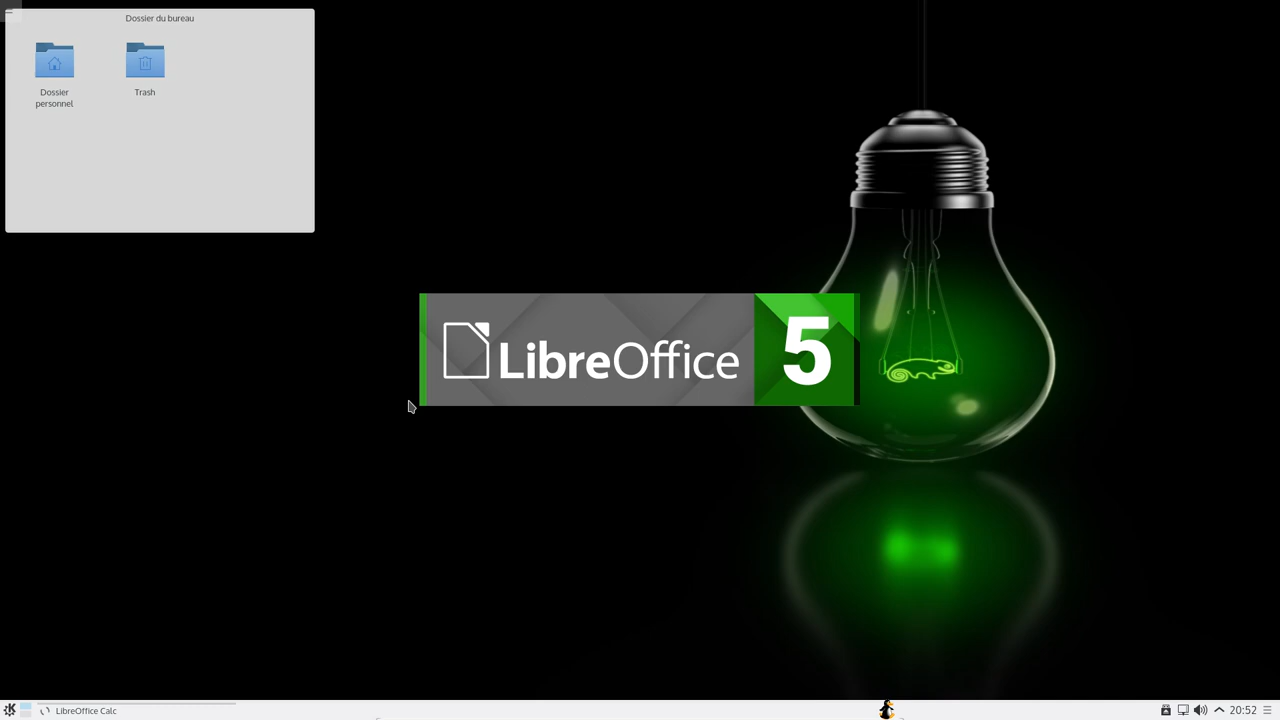 Dossier du bureau
Dossier
personnel
Trash
LibreOffice 5
LibreOffice Calc
20:52